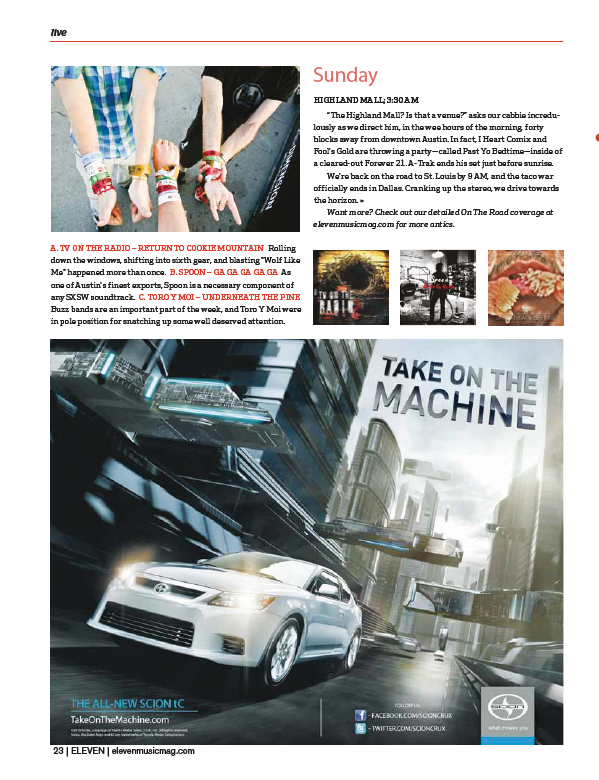 live
Sunday
HIGHLAND MALL; 3:30AM
"The Highland Mall? Is that a venue?" asks our cabbie incredu-
lously as we direct him, in the wee hours of the morning, forty
blocks away from downtown Austin. In fact, I Heart Comix and
Fool's Gold are throwing a party—called Past Yo Bedtime—inside of
a cleared-out Forever 21. A-Trak ends his set just before sunrise.
We're back on the road to St. Louis by 9 AM, and the taco war
officially ends in Dallas. Cranking up the stereo, we drive towards
the horizon. »
Want more? Check out our detailed On The Road coverage at
elevenmusicmag.com for more antics.
A. TV ON THE RADIO – RETURN TO COOKIE MOUNTAIN Rolling
down the windows, shifting into sixth gear, and blasting "Wolf Like
Me" happened more than once. B. SPOON – GA GA GA GA GA As
one of Austin's finest exports, Spoon is a necessary component of
any SXSW soundtrack. C. TORO Y MOI – UNDERNEATH THE PINE
Buzz bands are an important part of the week, and Toro Y Moi were
in pole position for snatching up some well deserved attention.
TAKE ON THE
MACHINE
THE ALL-NEW SCION tC
TakeOnTheMachine.com
FOLLOW US:
- FACEBOOK.COM/SCIONCRUX
- TWITTER.COM/SCIONCRUX
SCION
what moves you
23 | ELEVEN | elevenmusicmag.com